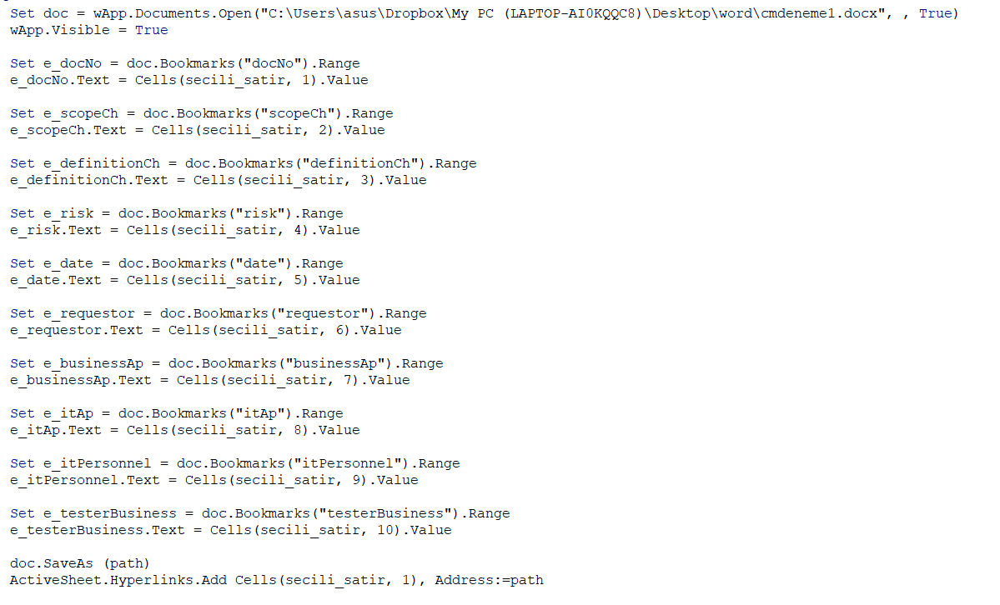 Set doc = wApp.Documents.Open("C:\Users\asus\Dropbox\My PC (LAPTOP-AI0KQQC8)\Desktop\word\cmdeneme1.docx", , True)
wApp.Visible = True

Set e_docNo = doc.Bookmarks("docNo").Range
e_docNo.Text = Cells(secili_satir, 1).Value

Set e_scopeCh = doc.Bookmarks("scopeCh").Range
e_scopeCh.Text = Cells(secili_satir, 2).Value

Set e_definitionCh = doc.Bookmarks("definitionCh").Range
e_definitionCh.Text = Cells(secili_satir, 3).Value

Set e_risk = doc.Bookmarks("risk").Range
e_risk.Text = Cells(secili_satir, 4).Value

Set e_date = doc.Bookmarks("date").Range
e_date.Text = Cells(secili_satir, 5).Value

Set e_requestor = doc.Bookmarks("requestor").Range
e_requestor.Text = Cells(secili_satir, 6).Value

Set e_businessAp = doc.Bookmarks("businessAp").Range
e_businessAp.Text = Cells(secili_satir, 7).Value

Set e_itAp = doc.Bookmarks("itAp").Range
e_itAp.Text = Cells(secili_satir, 8).Value

Set e_itPersonnel = doc.Bookmarks("itPersonnel").Range
e_itPersonnel.Text = Cells(secili_satir, 9).Value

Set e_testerBusiness = doc.Bookmarks("testerBusiness").Range
e_testerBusiness.Text = Cells(secili_satir, 10).Value

doc.SaveAs (path)
ActiveSheet.Hyperlinks.Add Cells(secili_satir, 1), Address:=path